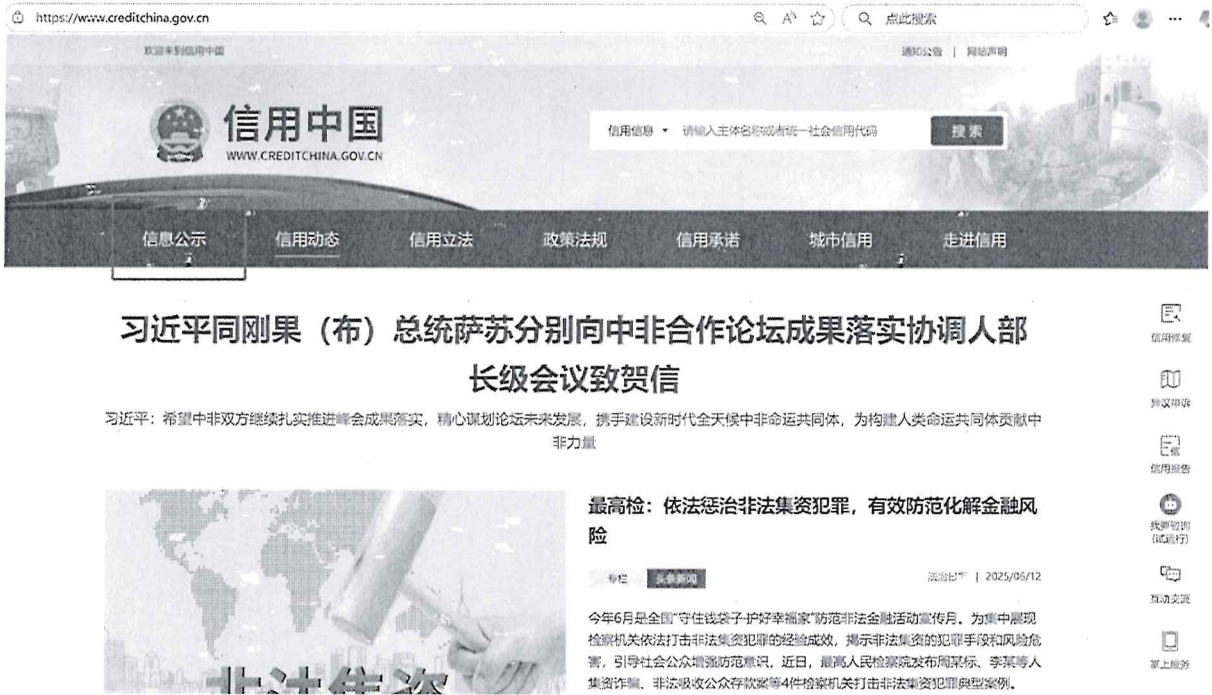 https://www.creditchina.gov.cn
点此搜索
欢迎来到信用中国
通知公告 | 网站声明
信用中国
WWW.CREDITCHINA.GOV.CN
信用信息
请输入主体名称或者统一社会信用代码
搜索
信息公示 信用动态 信用立法 政策法规 信用承诺 城市信用 走进信用
习近平同刚果（布）总统萨苏分别向中非合作论坛成果落实协调人部
长级会议致贺信
习近平：希望中非双方继续扎实推进峰会成果落实，精心谋划论坛未来发展，携手建设新时代全天候中非命运共同体，为构建人类命运共同体贡献中
非力量
最高检：依法惩治非法集资犯罪，有效防范化解金融风
险
专栏 头条新闻
法治日报 | 2025/06/12
今年6月是全国“守住钱袋子·护好幸福家”防范非法金融活动宣传月。为集中展现
检察机关依法打击非法集资犯罪的经验成效，揭示非法集资的犯罪手段和风险危
害，引导社会公众增强防范意识，近日，最高人民检察院发布周某标、李某等人
集资诈骗、非法吸收公众存款案等4件检察机关打击非法集资犯罪典型案例。
非法集资
信用修复
异议申诉
信用报告
我要咨询
(试运行)
互动交流
掌上服务